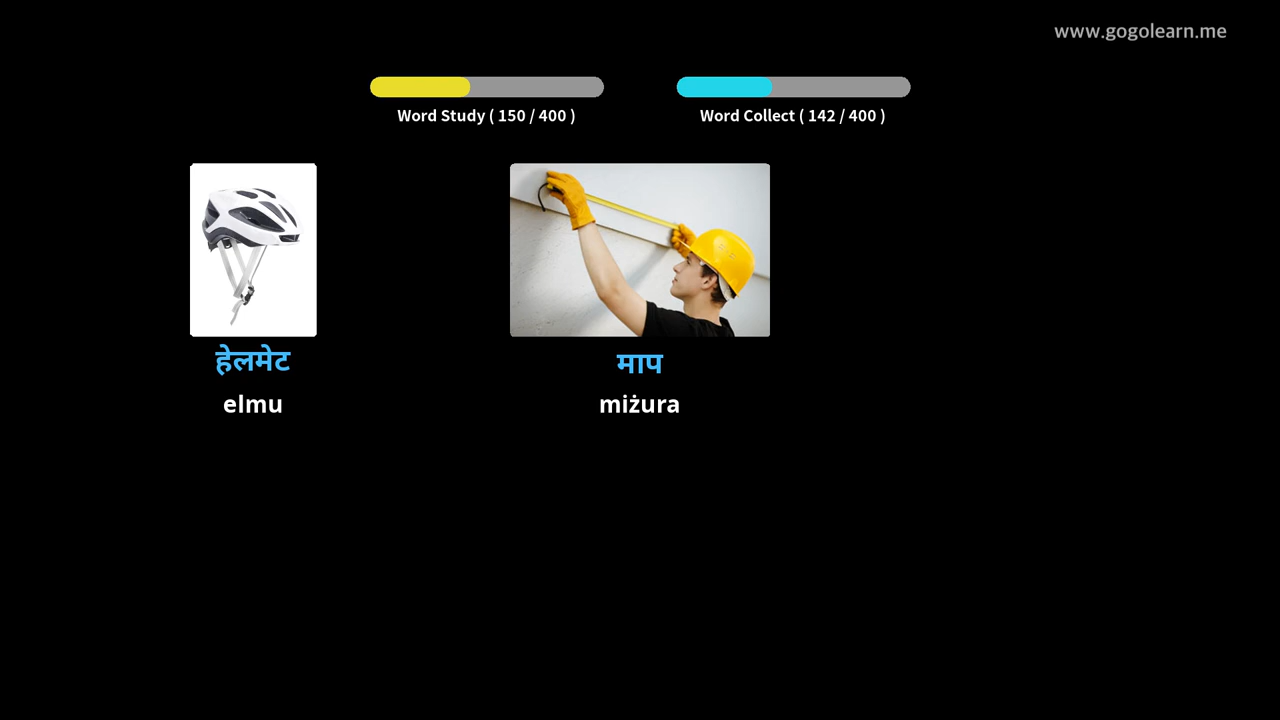 www.gogolearn.me
Word Study ( 150 / 400 )
Word Collect ( 142 / 400 )
हेलमेट
elmu
माप
miżura